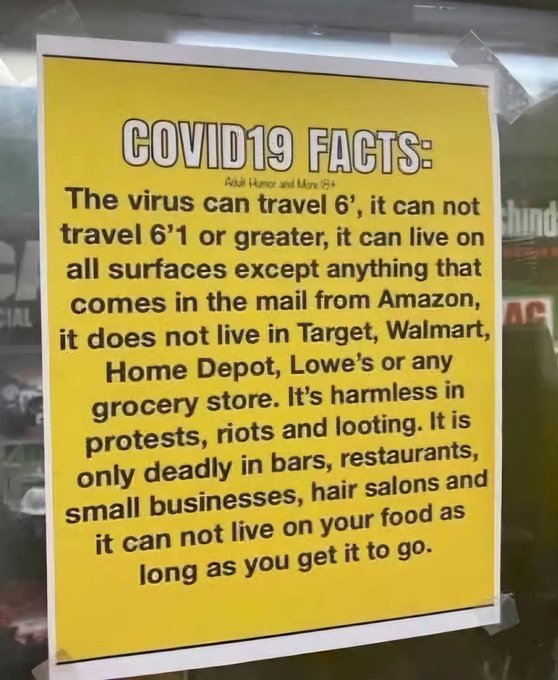 COVID19 FACTS:
Adult Humor and More 18+
The virus can travel 6', it can not
travel 6'1 or greater, it can live on
all surfaces except anything that
comes in the mail from Amazon,
it does not live in Target, Walmart,
Home Depot, Lowe's or any
grocery store. It's harmless in
protests, riots and looting. It is
only deadly in bars, restaurants,
small businesses, hair salons and
it can not live on your food as
long as you get it to go.